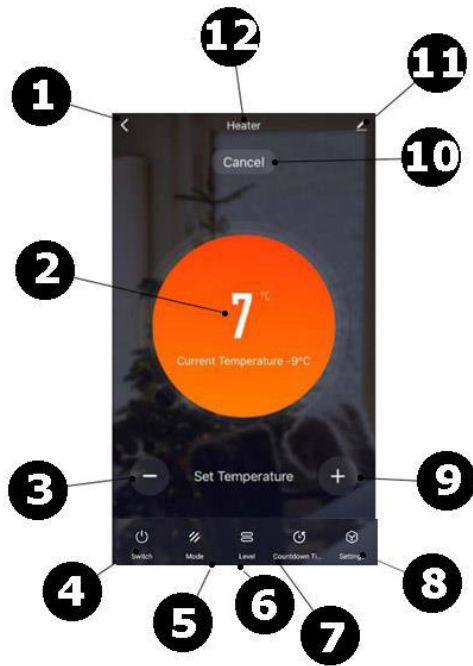 12
11
1
Heater
10
Cancel
2
7 °C
Current Temperature -9°C
3
Set Temperature
9
Switch
Mode
Level
Countdown Ti...
Setting
4
5
6
7
8